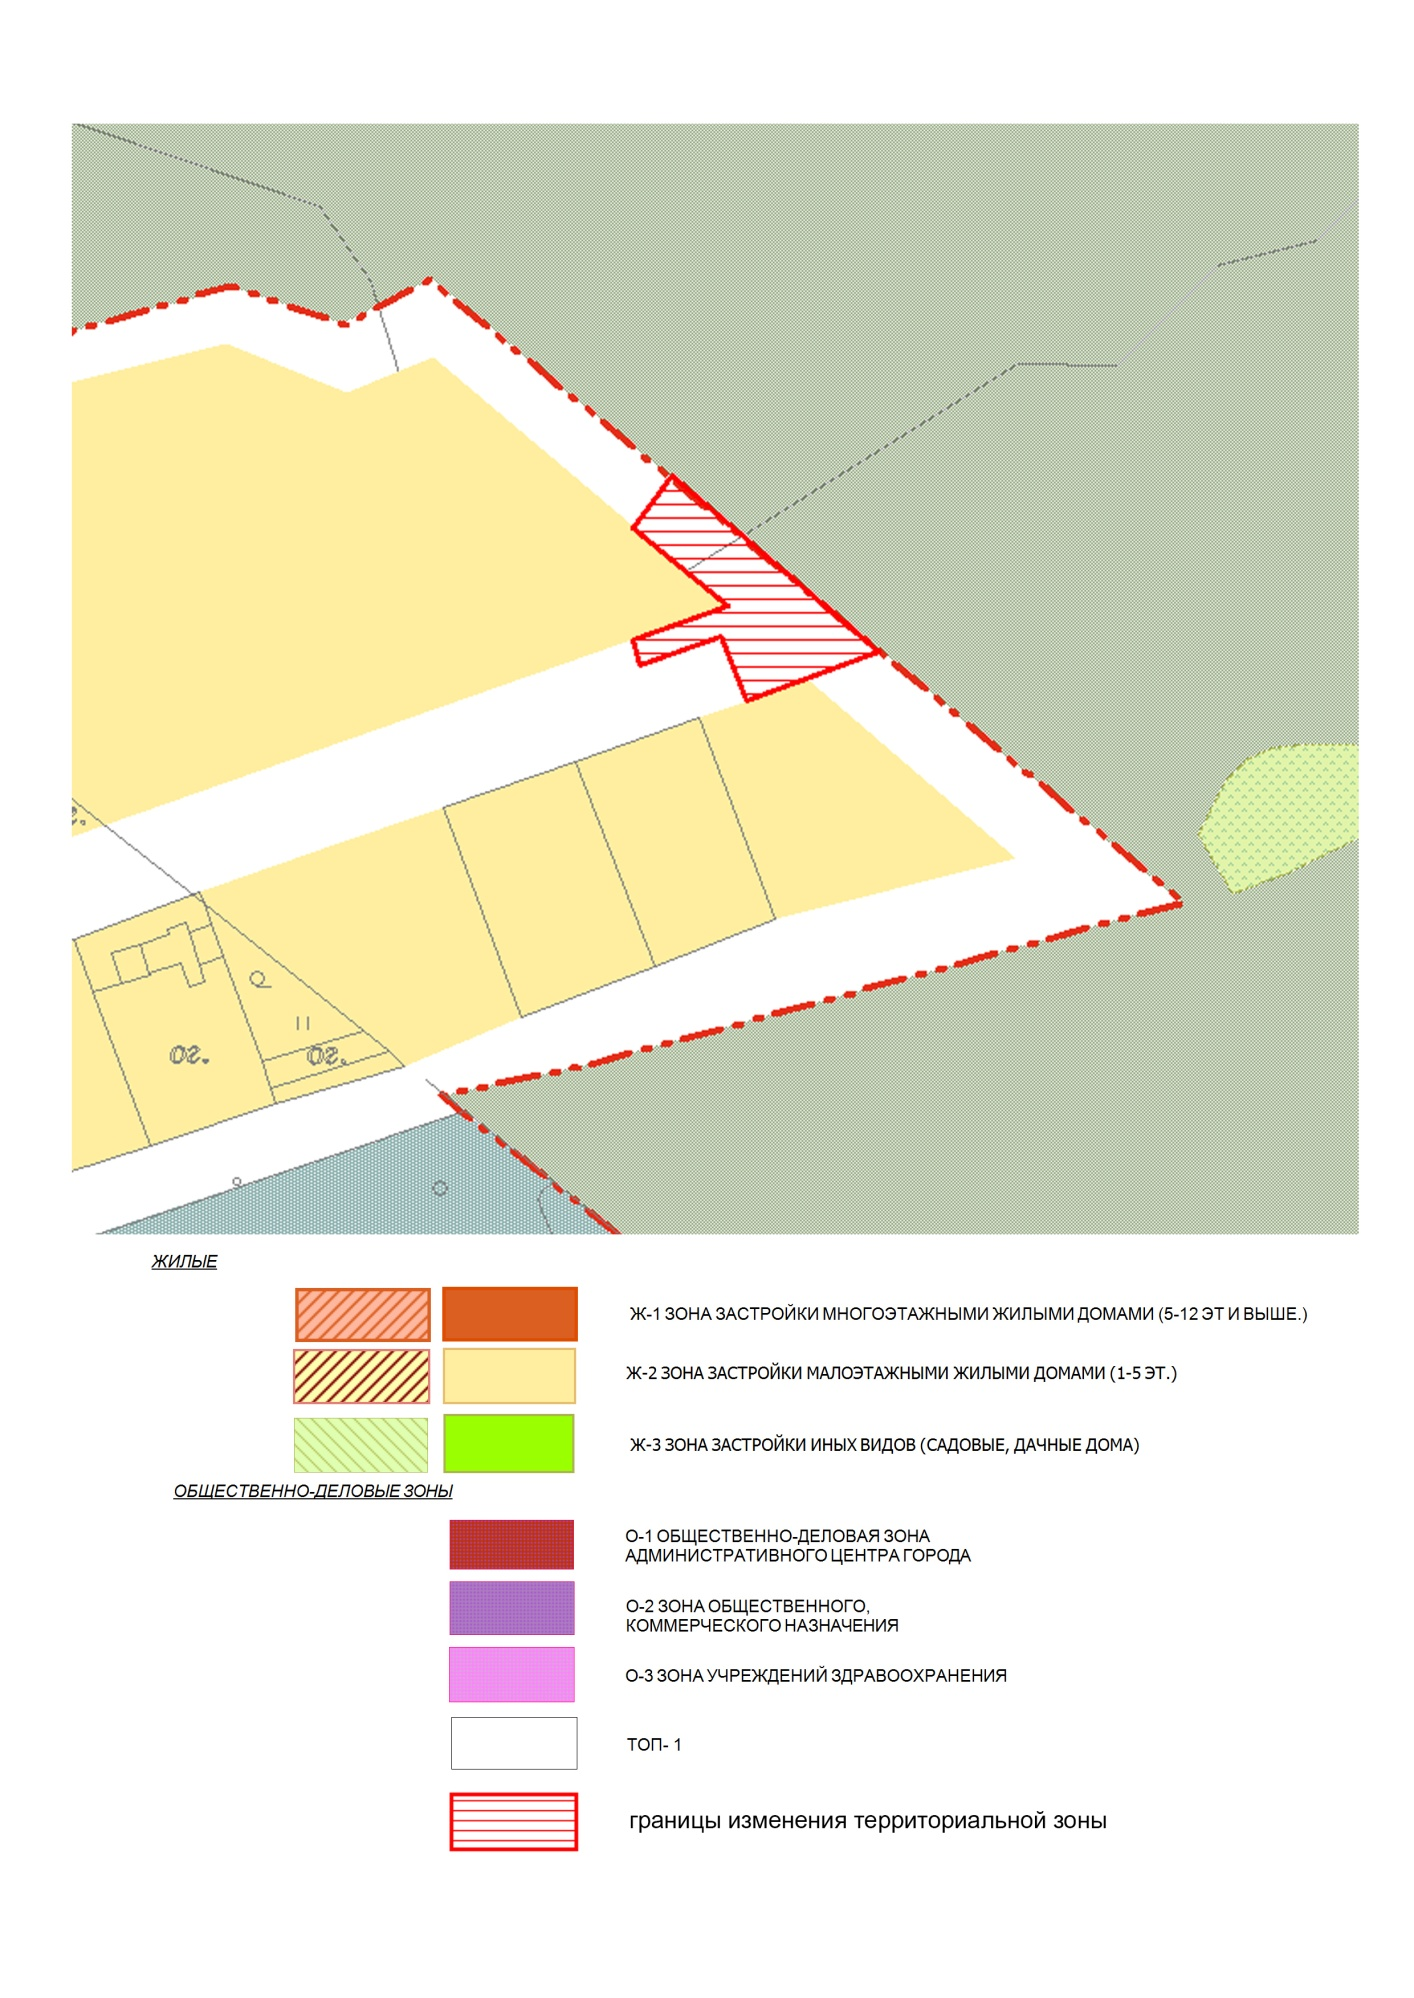 ог.
ог.
ЖИЛЫЕ
Ж-1 ЗОНА ЗАСТРОЙКИ МНОГОЭТАЖНЫМИ ЖИЛЫМИ ДОМАМИ (5-12 ЭТ И ВЫШЕ.)
Ж-2 ЗОНА ЗАСТРОЙКИ МАЛОЭТАЖНЫМИ ЖИЛЫМИ ДОМАМИ (1-5 ЭТ.)
Ж-3 ЗОНА ЗАСТРОЙКИ ИНЫХ ВИДОВ (САДОВЫЕ, ДАЧНЫЕ ДОМА)
ОБЩЕСТВЕННО-ДЕЛОВЫЕ ЗОНЫ
О-1 ОБЩЕСТВЕННО-ДЕЛОВАЯ ЗОНА
АДМИНИСТРАТИВНОГО ЦЕНТРА ГОРОДА
О-2 ЗОНА ОБЩЕСТВЕННОГО,
КОММЕРЧЕСКОГО НАЗНАЧЕНИЯ
О-3 ЗОНА УЧРЕЖДЕНИЙ ЗДРАВООХРАНЕНИЯ
ТОП- 1
границы изменения территориальной зоны